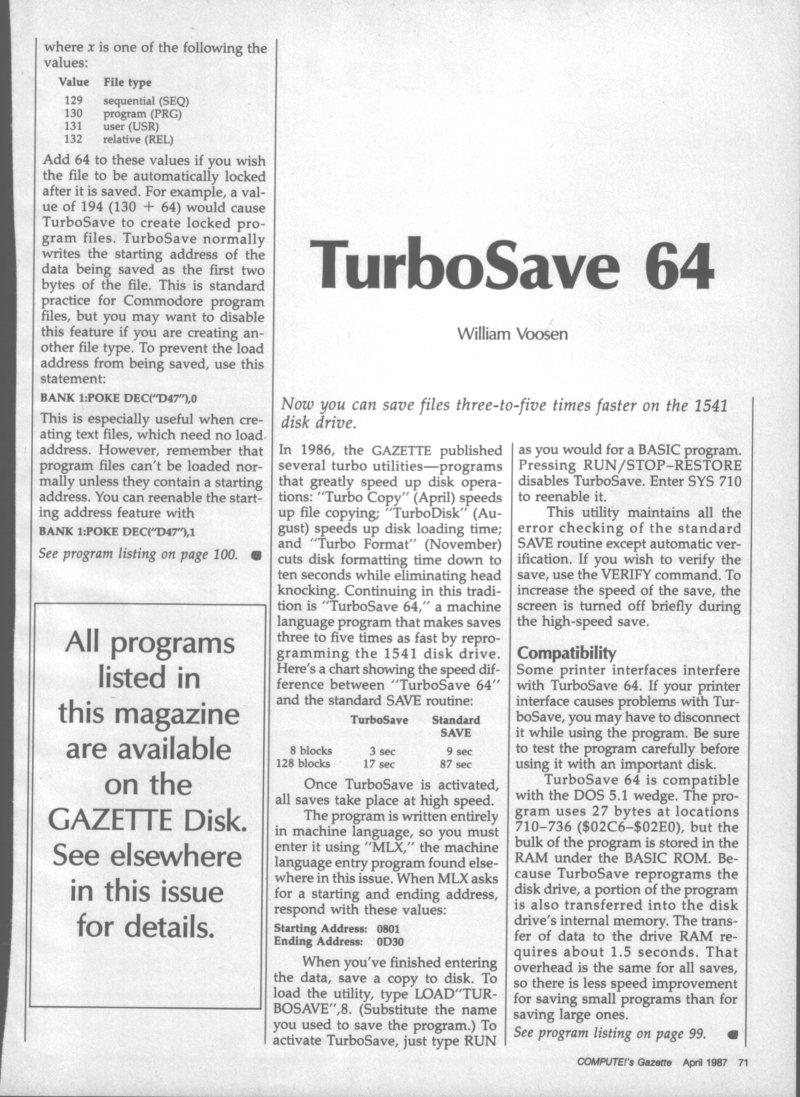 where x is one of the following the
values:
Value File type
129 sequential (SEQ)
130 program (PRG)
131 user (USR)
132 relative (REL)
Add 64 to these values if you wish
the file to be automatically locked
after it is saved. For example, a val-
ue of 194 (130 + 64) would cause
TurboSave to create locked pro-
gram files. TurboSave normally
writes the starting address of the
data being saved as the first two
bytes of the file. This is standard
practice for Commodore program
files, but you may want to disable
this feature if you are creating an-
other file type. To prevent the load
address from being saved, use this
statement:
BANK 1:POKE DEC("D47"),0
This is especially useful when cre-
ating text files, which need no load
address. However, remember that
program files can't be loaded nor-
mally unless they contain a starting
address. You can reenable the start-
ing address feature with
BANK 1:POKE DEC("D47"),1
See program listing on page 100.
All programs
listed in
this magazine
are available
on the
GAZETTE Disk.
See elsewhere
in this issue
for details.
TurboSave 64
William Voosen
Now you can save files three-to-five times faster on the 1541
disk drive.
In 1986, the GAZETTE published
several turbo utilities—programs
that greatly speed up disk opera-
tions: "Turbo Copy" (April) speeds
up file copying; "TurboDisk" (Au-
gust) speeds up disk loading time;
and "Turbo Format" (November)
cuts disk formatting time down to
ten seconds while eliminating head
knocking. Continuing in this tradi-
tion is "TurboSave 64," a machine
language program that makes saves
three to five times as fast by repro-
gramming the 1541 disk drive.
Here's a chart showing the speed dif-
ference between "TurboSave 64"
and the standard SAVE routine:
TurboSave Standard
SAVE
8 blocks 3 sec 9 sec
128 blocks 17 sec 87 sec
Once TurboSave is activated,
all saves take place at high speed.
The program is written entirely
in machine language, so you must
enter it using "MLX," the machine
language entry program found else-
where in this issue. When MLX asks
for a starting and ending address,
respond with these values:
Starting Address: 0801
Ending Address: 0D30
When you've finished entering
the data, save a copy to disk. To
load the utility, type LOAD"TUR-
BOSAVE",8. (Substitute the name
you used to save the program.) To
activate TurboSave, just type RUN
as you would for a BASIC program.
Pressing RUN/STOP–RESTORE
disables TurboSave. Enter SYS 710
to reenable it.
This utility maintains all the
error checking of the standard
SAVE routine except automatic ver-
ification. If you wish to verify the
save, use the VERIFY command. To
increase the speed of the save, the
screen is turned off briefly during
the high-speed save.
Compatibility
Some printer interfaces interfere
with TurboSave 64. If your printer
interface causes problems with Tur-
boSave, you may have to disconnect
it while using the program. Be sure
to test the program carefully before
using it with an important disk.
TurboSave 64 is compatible
with the DOS 5.1 wedge. The pro-
gram uses 27 bytes at locations
710–736 ($02C6–$02E0), but the
bulk of the program is stored in the
RAM under the BASIC ROM. Be-
cause TurboSave reprograms the
disk drive, a portion of the program
is also transferred into the disk
drive's internal memory. The trans-
fer of data to the drive RAM re-
quires about 1.5 seconds. That
overhead is the same for all saves,
so there is less speed improvement
for saving small programs than for
saving large ones.
See program listing on page 99.
COMPUTE!'s Gazette April 1987 71